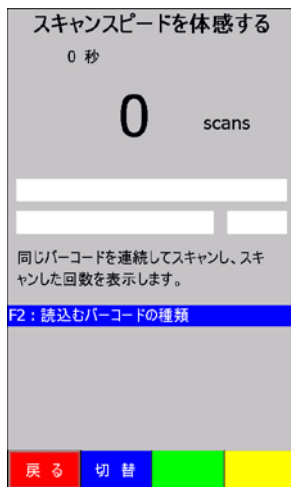 スキャンスピードを体感する
0 秒
0 scans
同じバーコードを連続してスキャンし、スキ
ャンした回数を表示します。
F2：読込むバーコードの種類
戻 る 切 替